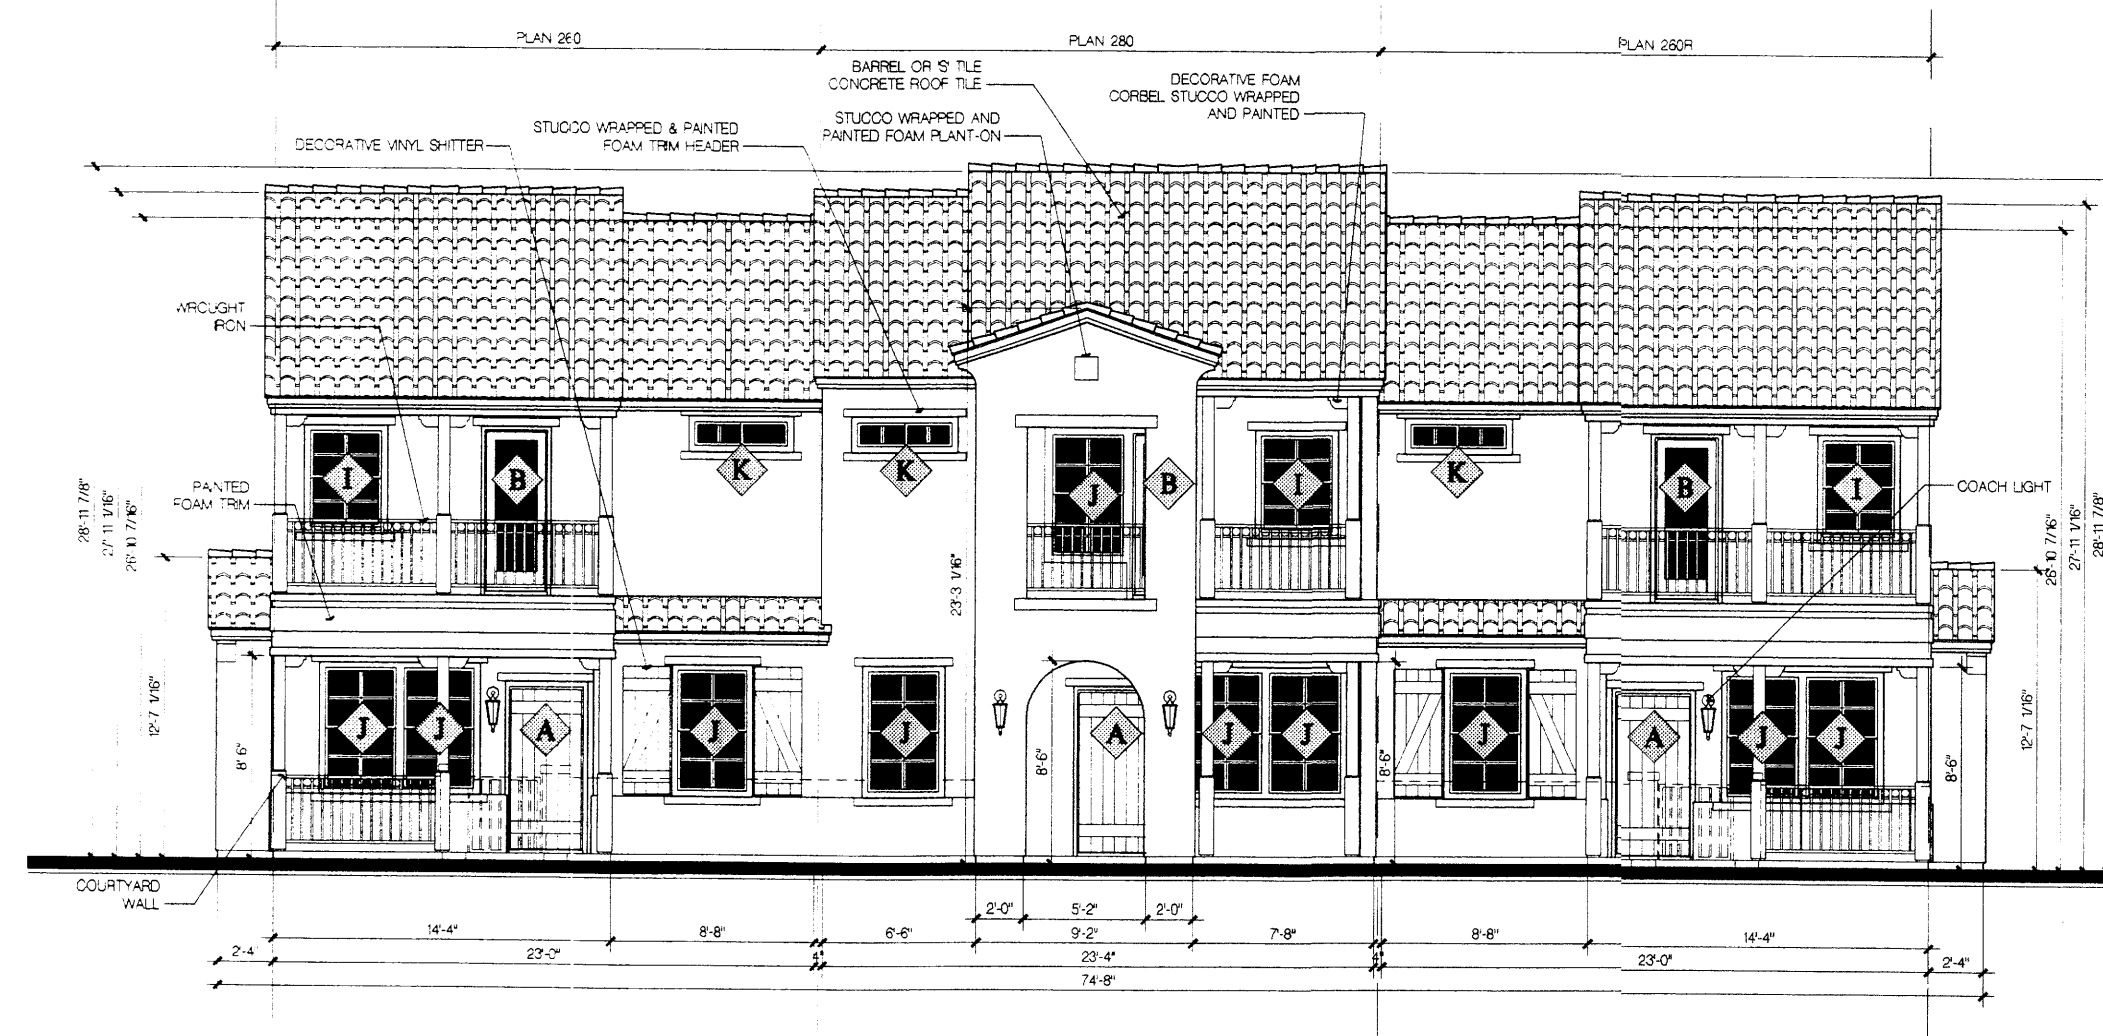 PLAN 260
PLAN 280
PLAN 260R
BARREL OR 'S' TILE
CONCRETE ROOF TILE
DECORATIVE FOAM
CORBEL STUCCO WRAPPED
AND PAINTED
STUCCO WRAPPED & PAINTED
FOAM TRIM HEADER
STUCCO WRAPPED AND
PAINTED FOAM PLANT-ON
DECORATIVE VINYL SHITTER
WROUGHT
IRON
PAINTED
FOAM TRIM
COACH LIGHT
I
B
K
K
J
B
I
K
B
I
28'-11 7/8"
27'-11 1/16"
26'-10 7/16"
12'-7 1/16"
8'-6"
23'-3 1/16"
8'-6"
8'-6"
8'-6"
12'-7 1/16"
26'-10 7/16"
27'-11 1/16"
28'-11 7/8"
J
J
A
J
J
A
J
J
J
A
J
J
COURTYARD
WALL
2'-0"
5'-2"
2'-0"
14'-4"
8'-8"
6'-6"
9'-2"
7'-8"
8'-8"
14'-4"
2'-4"
23'-0"
4"
23'-4"
4"
23'-0"
2'-4"
74'-8"